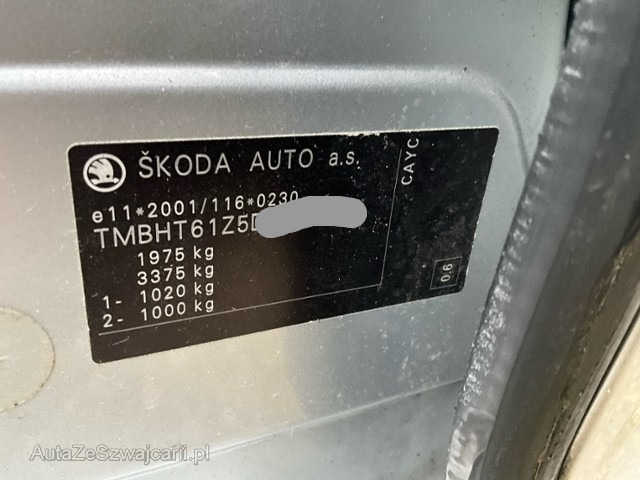 ŠKODA AUTO a.s.
CAYC
e11*2001/116*0230
TMBHT61Z5D
1975 kg
3375 kg
1- 1020 kg
2- 1000 kg
0.6
AutaZeSzwajcarii.pl